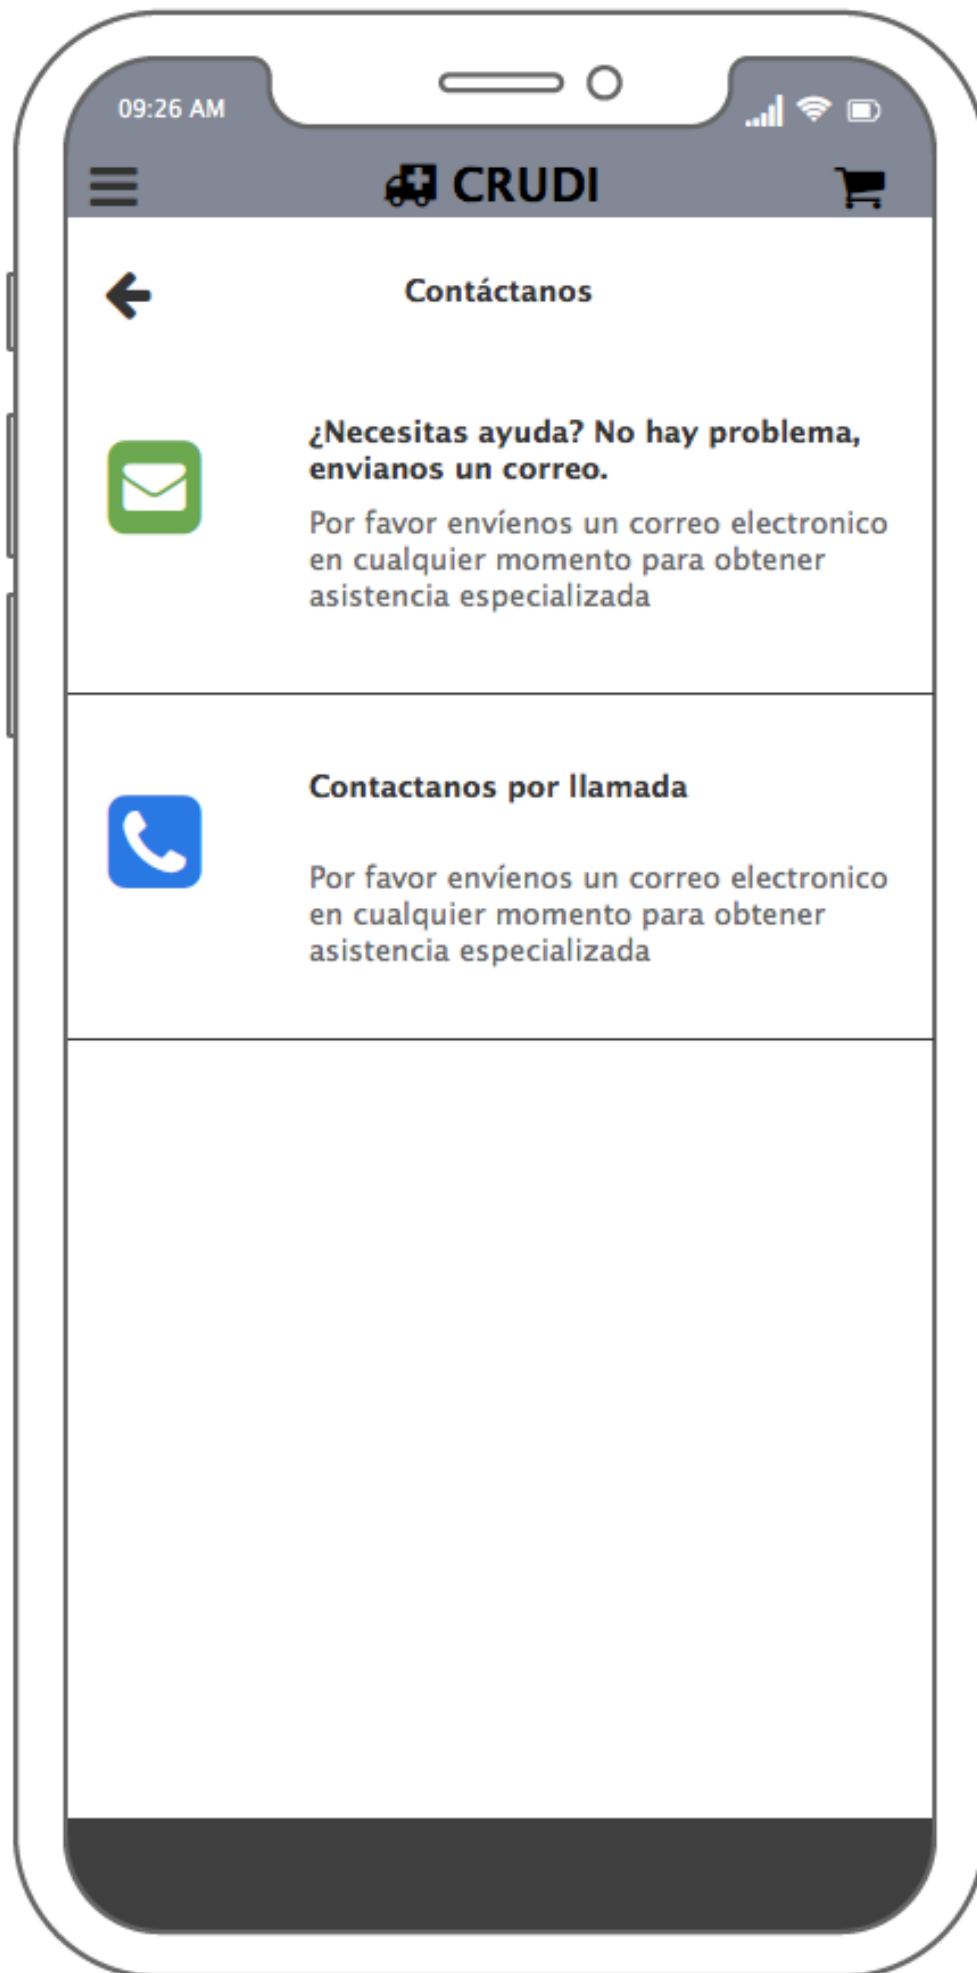 09:26 AM
CRUDI
Contáctanos
¿Necesitas ayuda? No hay problema,
envianos un correo.
Por favor envíenos un correo electronico
en cualquier momento para obtener
asistencia especializada
Contactanos por llamada
Por favor envíenos un correo electronico
en cualquier momento para obtener
asistencia especializada